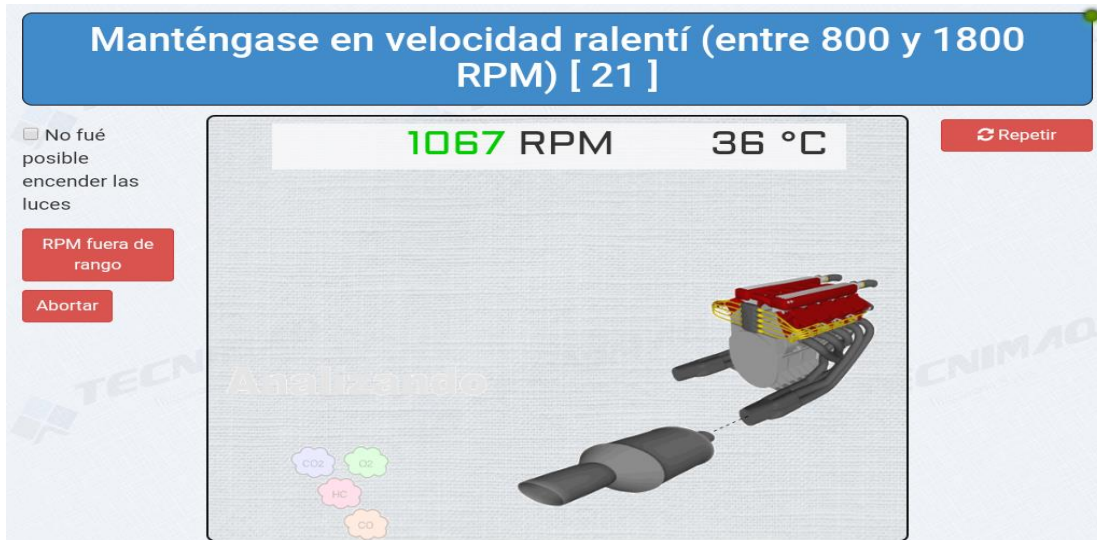 Manténgase en velocidad ralentí (entre 800 y 1800
RPM) [ 21 ]
No fué
posible
encender las
luces
RPM fuera de
rango
Abortar
1067 RPM 36 °C
Repetir
Analizando
CO2 O2
HC
CO
TECNIMAQ